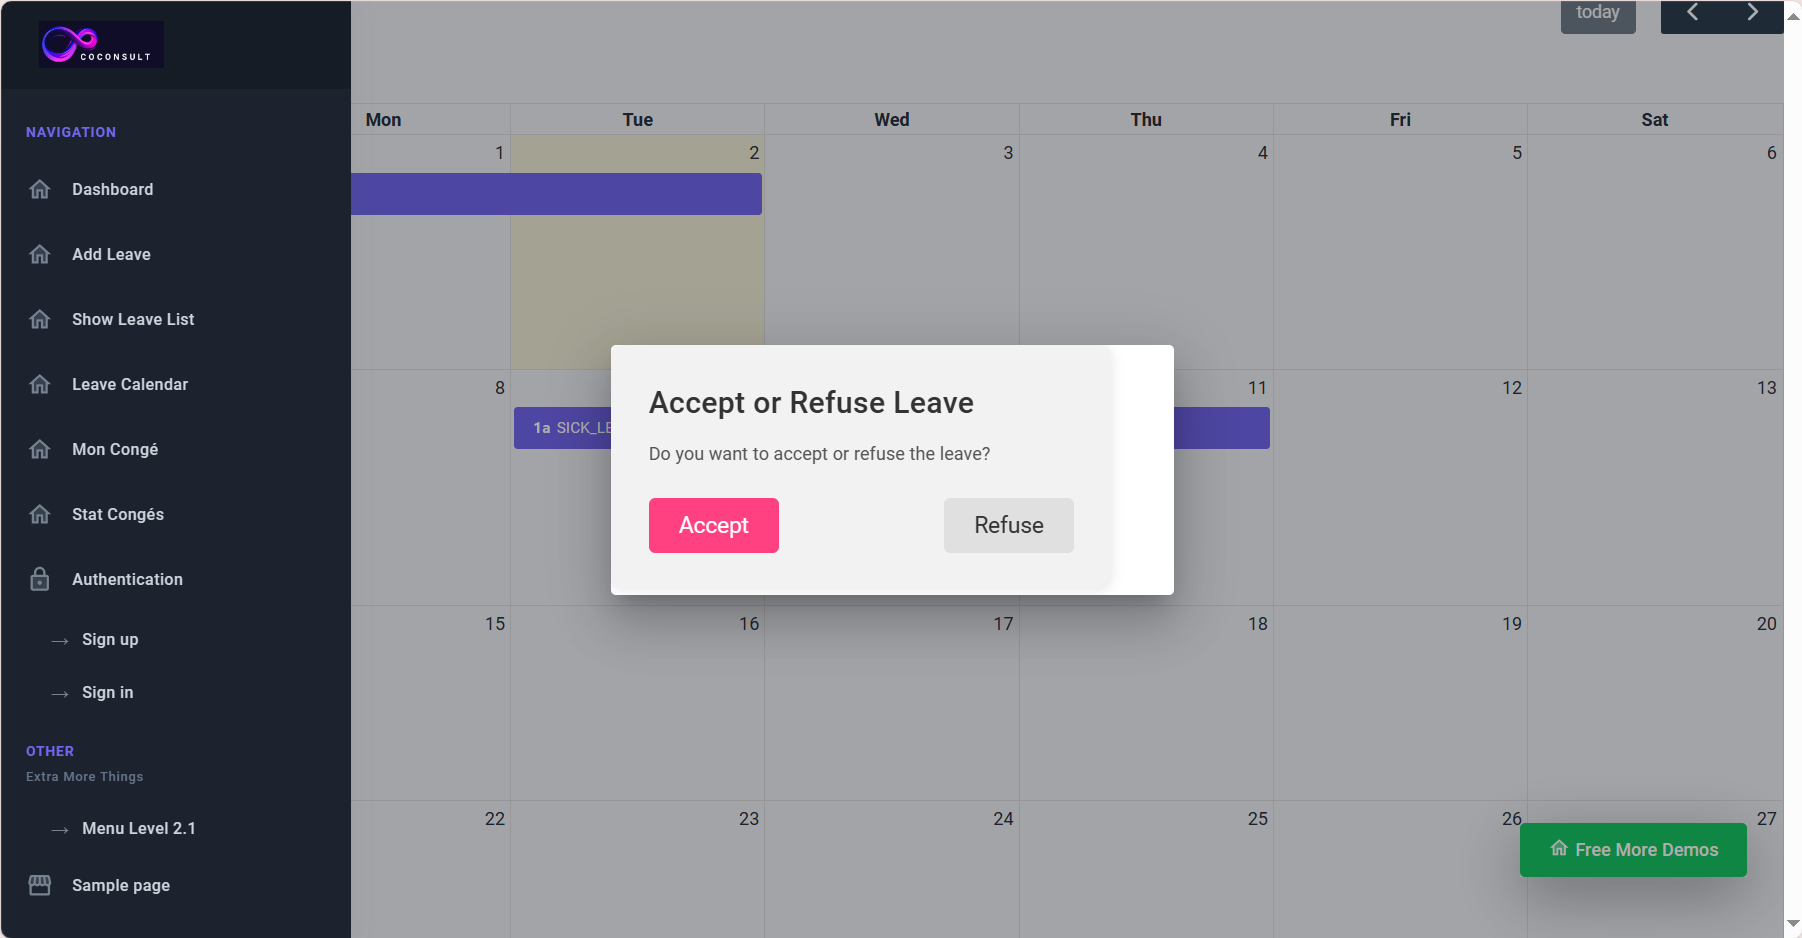 COCONSULT
NAVIGATION
Dashboard
Add Leave
Show Leave List
Leave Calendar
Mon Congé
Stat Congés
Authentication
→ Sign up
→ Sign in
OTHER
Extra More Things
→ Menu Level 2.1
Sample page
today
Mon Tue Wed Thu Fri Sat
1 2 3 4 5 6
8 11 12 13
1a SICK_LE
Accept or Refuse Leave
Do you want to accept or refuse the leave?
Accept Refuse
15 16 17 18 19 20
22 23 24 25 26 27
Free More Demos